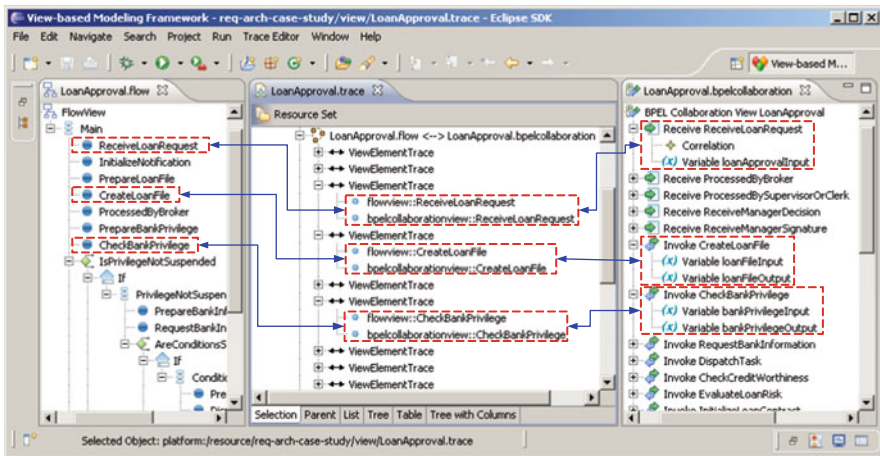 View-based Modeling Framework - req-arch-case-study/view/LoanApproval.trace - Eclipse SDK
File Edit Navigate Search Project Run Trace Editor Window Help
View-based M...
LoanApproval.flow
FlowView
Main
ReceiveLoanRequest
InitializeNotification
PrepareLoanFile
CreateLoanFile
ProcessedByBroker
PrepareBankPrivilege
CheckBankPrivilege
IsPrivilegeNotSuspended
If
PrivilegeNotSuspen
PrepareBankInf
RequestBankIn
AreConditionsS
If
Conditic
Pre
LoanApproval.trace
Resource Set
LoanApproval.flow <--> LoanApproval.bpelcollaboration
ViewElementTrace
ViewElementTrace
ViewElementTrace
flowview::ReceiveLoanRequest
bpelcollaborationview::ReceiveLoanRequest
ViewElementTrace
flowview::CreateLoanFile
bpelcollaborationview::CreateLoanFile
ViewElementTrace
ViewElementTrace
flowview::CheckBankPrivilege
bpelcollaborationview::CheckBankPrivilege
ViewElementTrace
ViewElementTrace
ViewElementTrace
Selection Parent List Tree Table Tree with Columns
LoanApproval.bpelcollaboration
BPEL Collaboration View LoanApproval
Receive ReceiveLoanRequest
Correlation
(x) Variable loanApprovalInput
Receive ProcessedByBroker
Receive ProcessedBySupervisorOrClerk
Receive ReceiveManagerDecision
Receive ReceiveManagerSignature
Invoke CreateLoanFile
(x) Variable loanFileInput
(x) Variable loanFileOutput
Invoke CheckBankPrivilege
(x) Variable bankPrivilegeInput
(x) Variable bankPrivilegeOutput
Invoke RequestBankInformation
Invoke DispatchTask
Invoke CheckCreditWorthiness
Invoke EvaluateLoanRisk
Invoke InitializeLoanContract
Selected Object: platform:/resource/req-arch-case-study/view/LoanApproval.trace